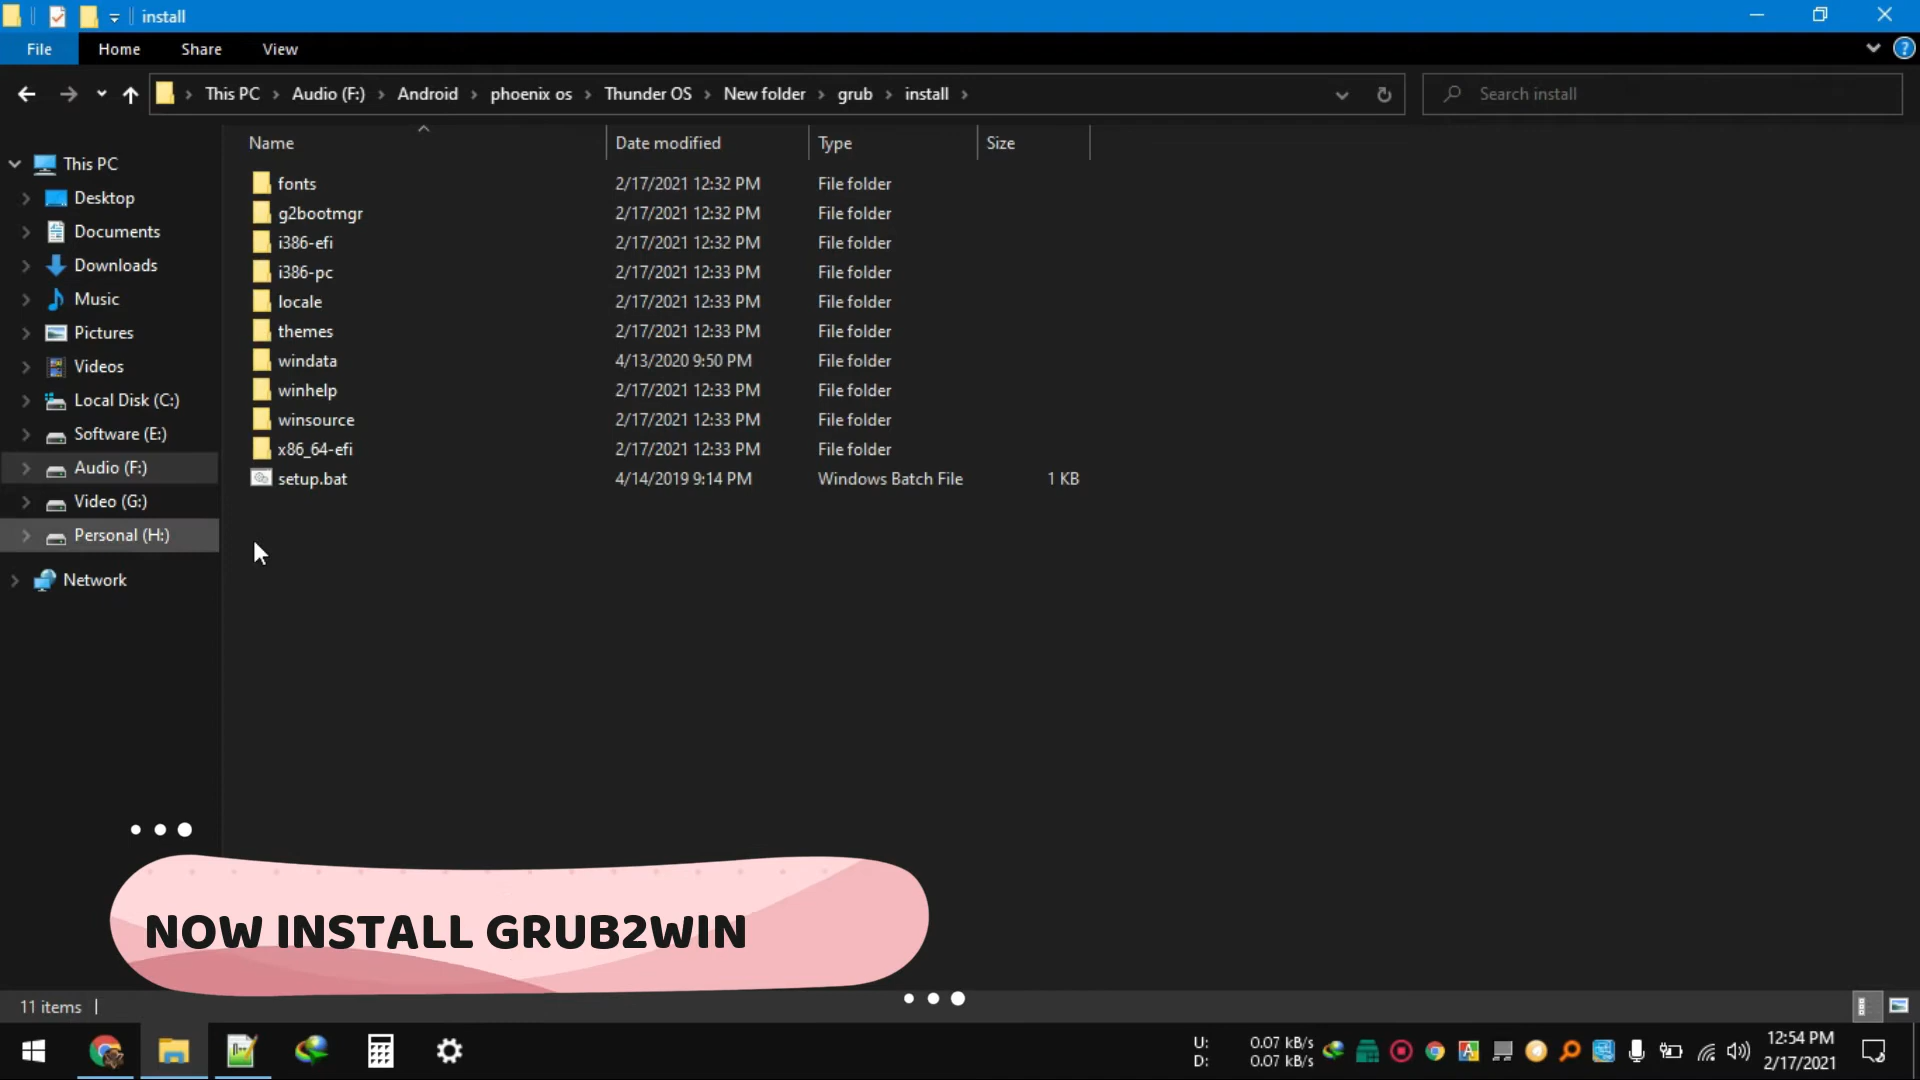 install
File Home Share View
This PC Audio (F:) Android phoenix os Thunder OS New folder grub install
Search install
Name Date modified Type Size
This PC
Desktop
Documents
Downloads
Music
Pictures
Videos
Local Disk (C:)
Software (E:)
Audio (F:)
Video (G:)
Personal (H:)
Network
fonts 2/17/2021 12:32 PM File folder
g2bootmgr 2/17/2021 12:32 PM File folder
i386-efi 2/17/2021 12:32 PM File folder
i386-pc 2/17/2021 12:33 PM File folder
locale 2/17/2021 12:33 PM File folder
themes 2/17/2021 12:33 PM File folder
windata 4/13/2020 9:50 PM File folder
winhelp 2/17/2021 12:33 PM File folder
winsource 2/17/2021 12:33 PM File folder
x86_64-efi 2/17/2021 12:33 PM File folder
setup.bat 4/14/2019 9:14 PM Windows Batch File 1 KB
NOW INSTALL GRUB2WIN
11 items
U: 0.07 kB/s
D: 0.07 kB/s
12:54 PM
2/17/2021